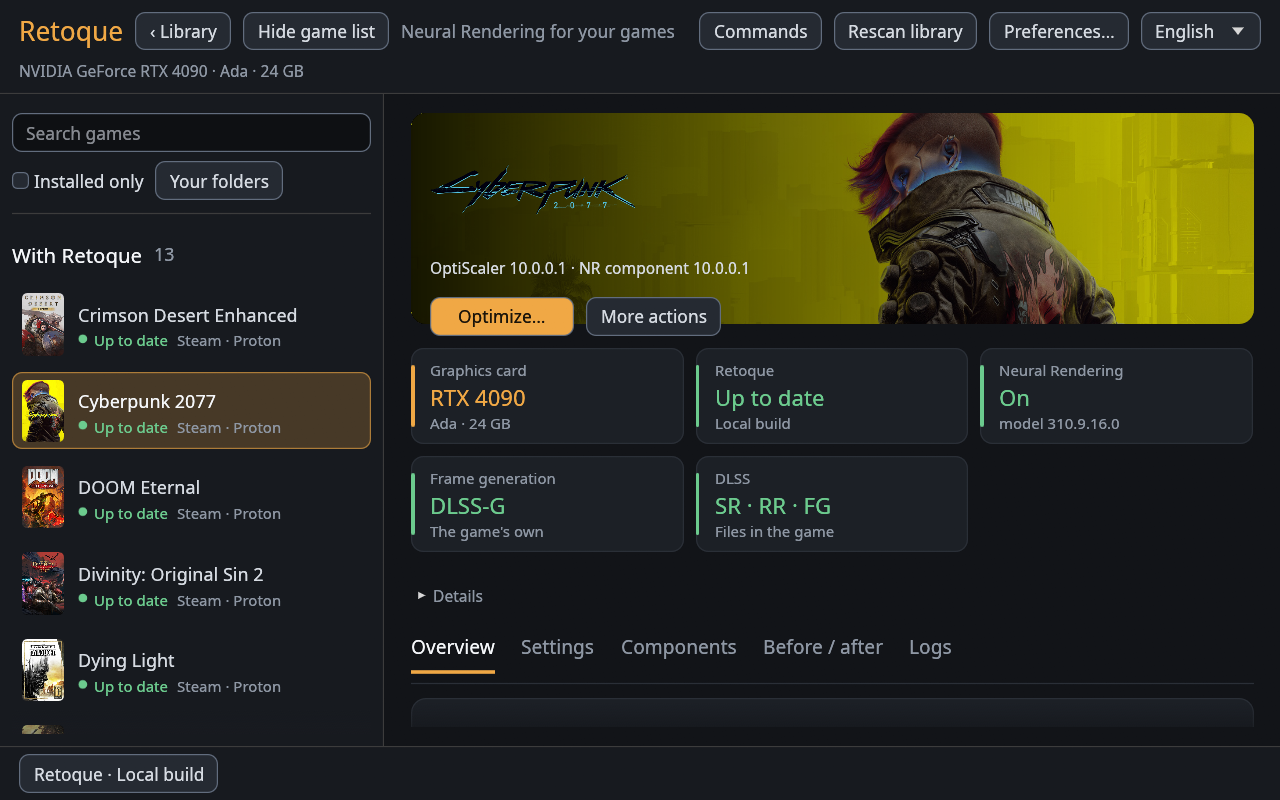 Retoque
‹ Library
Hide game list
Neural Rendering for your games
Commands
Rescan library
Preferences...
English
NVIDIA GeForce RTX 4090 · Ada · 24 GB
Search games
Installed only
Your folders
With Retoque 13
Crimson Desert Enhanced
Up to date Steam · Proton
Cyberpunk 2077
Up to date Steam · Proton
DOOM Eternal
Up to date Steam · Proton
Divinity: Original Sin 2
Up to date Steam · Proton
Dying Light
Up to date Steam · Proton
CYBERPUNK
2077
OptiScaler 10.0.0.1 · NR component 10.0.0.1
Optimize...
More actions
Graphics card
RTX 4090
Ada · 24 GB
Retoque
Up to date
Local build
Neural Rendering
On
model 310.9.16.0
Frame generation
DLSS-G
The game's own
DLSS
SR · RR · FG
Files in the game
Details
Overview
Settings
Components
Before / after
Logs
Retoque · Local build